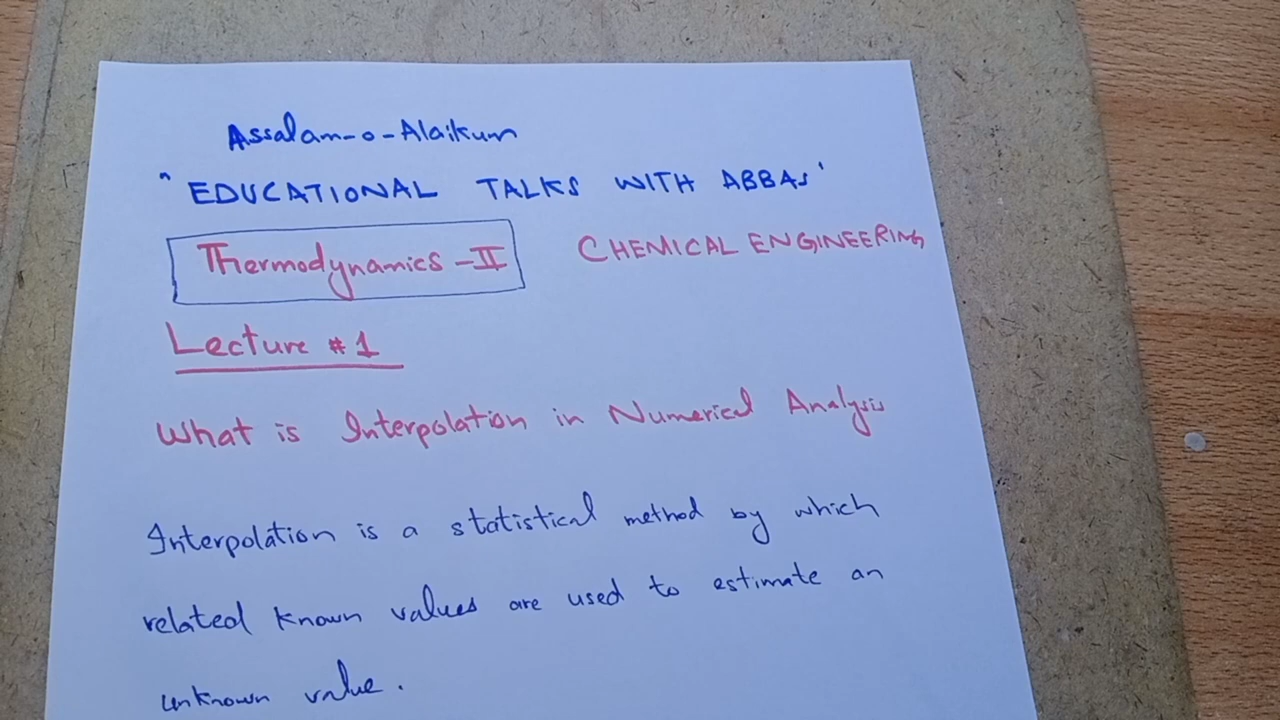 Assalam-o-Alaikum
"EDUCATIONAL TALKS WITH ABBAS'
Thermodynamics-II CHEMICAL ENGINEERING
Lecture #1
What is Interpolation in Numerical Analysis
Interpolation is a statistical method by which
related known values are used to estimate an
unknown value.